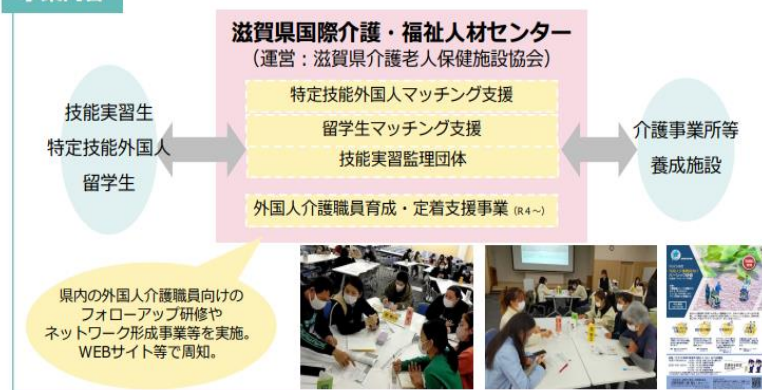 滋賀県国際介護・福祉人材センター
（運営：滋賀県介護老人保健施設協会）
特定技能外国人マッチング支援
留学生マッチング支援
技能実習監理団体
外国人介護職員育成・定着支援事業（R4～）
技能実習生
特定技能外国人
留学生
介護事業所等
養成施設
県内の外国人介護職員向けの
フォローアップ研修や
ネットワーク形成事業等を実施。
WEBサイト等で周知。